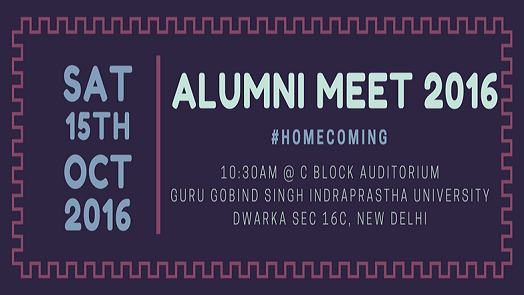 SAT
15TH
OCT
2016
ALUMNI MEET 2016
#HOMECOMING
10:30AM @ C BLOCK AUDITORIUM
GURU GOBIND SINGH INDRAPRASTHA UNIVERSITY
DWARKA SEC 16C, NEW DELHI